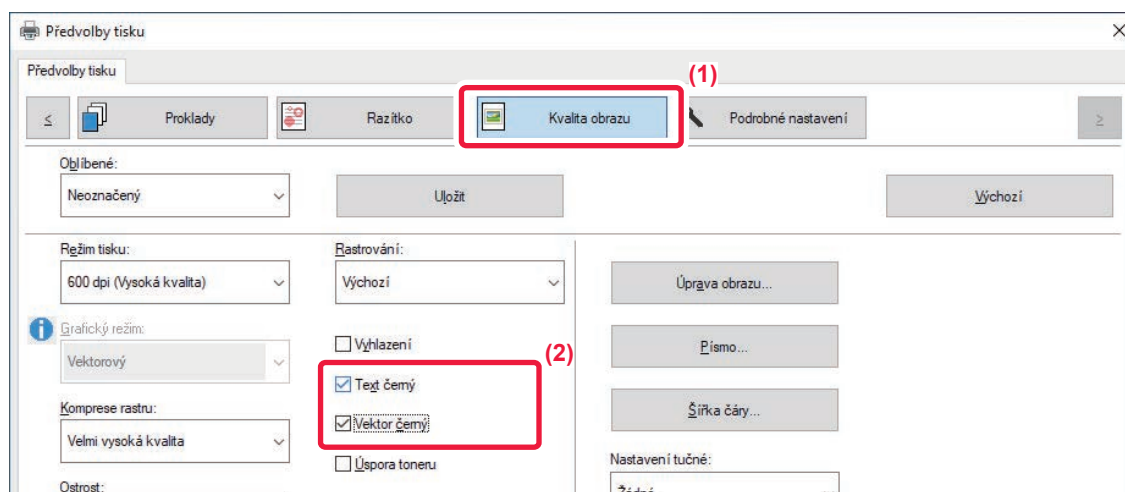 Předvolby tisku
Předvolby tisku
(1)
< Proklady Razítko Kvalita obrazu Podrobné nastavení >
Oblíbené:
Neoznačený Uložit Výchozí
Režim tisku: Rastrování:
600 dpi (Vysoká kvalita) Výchozí Úprava obrazu...
Grafický režim:
Vyhlazení
(2)
Písmo...
Vektorový
Text černý
Komprese rastru:
Šířka čáry...
Vektor černý
Velmi vysoká kvalita
Úspora toneru Nastavení tučné:
Ostrost: Žádné